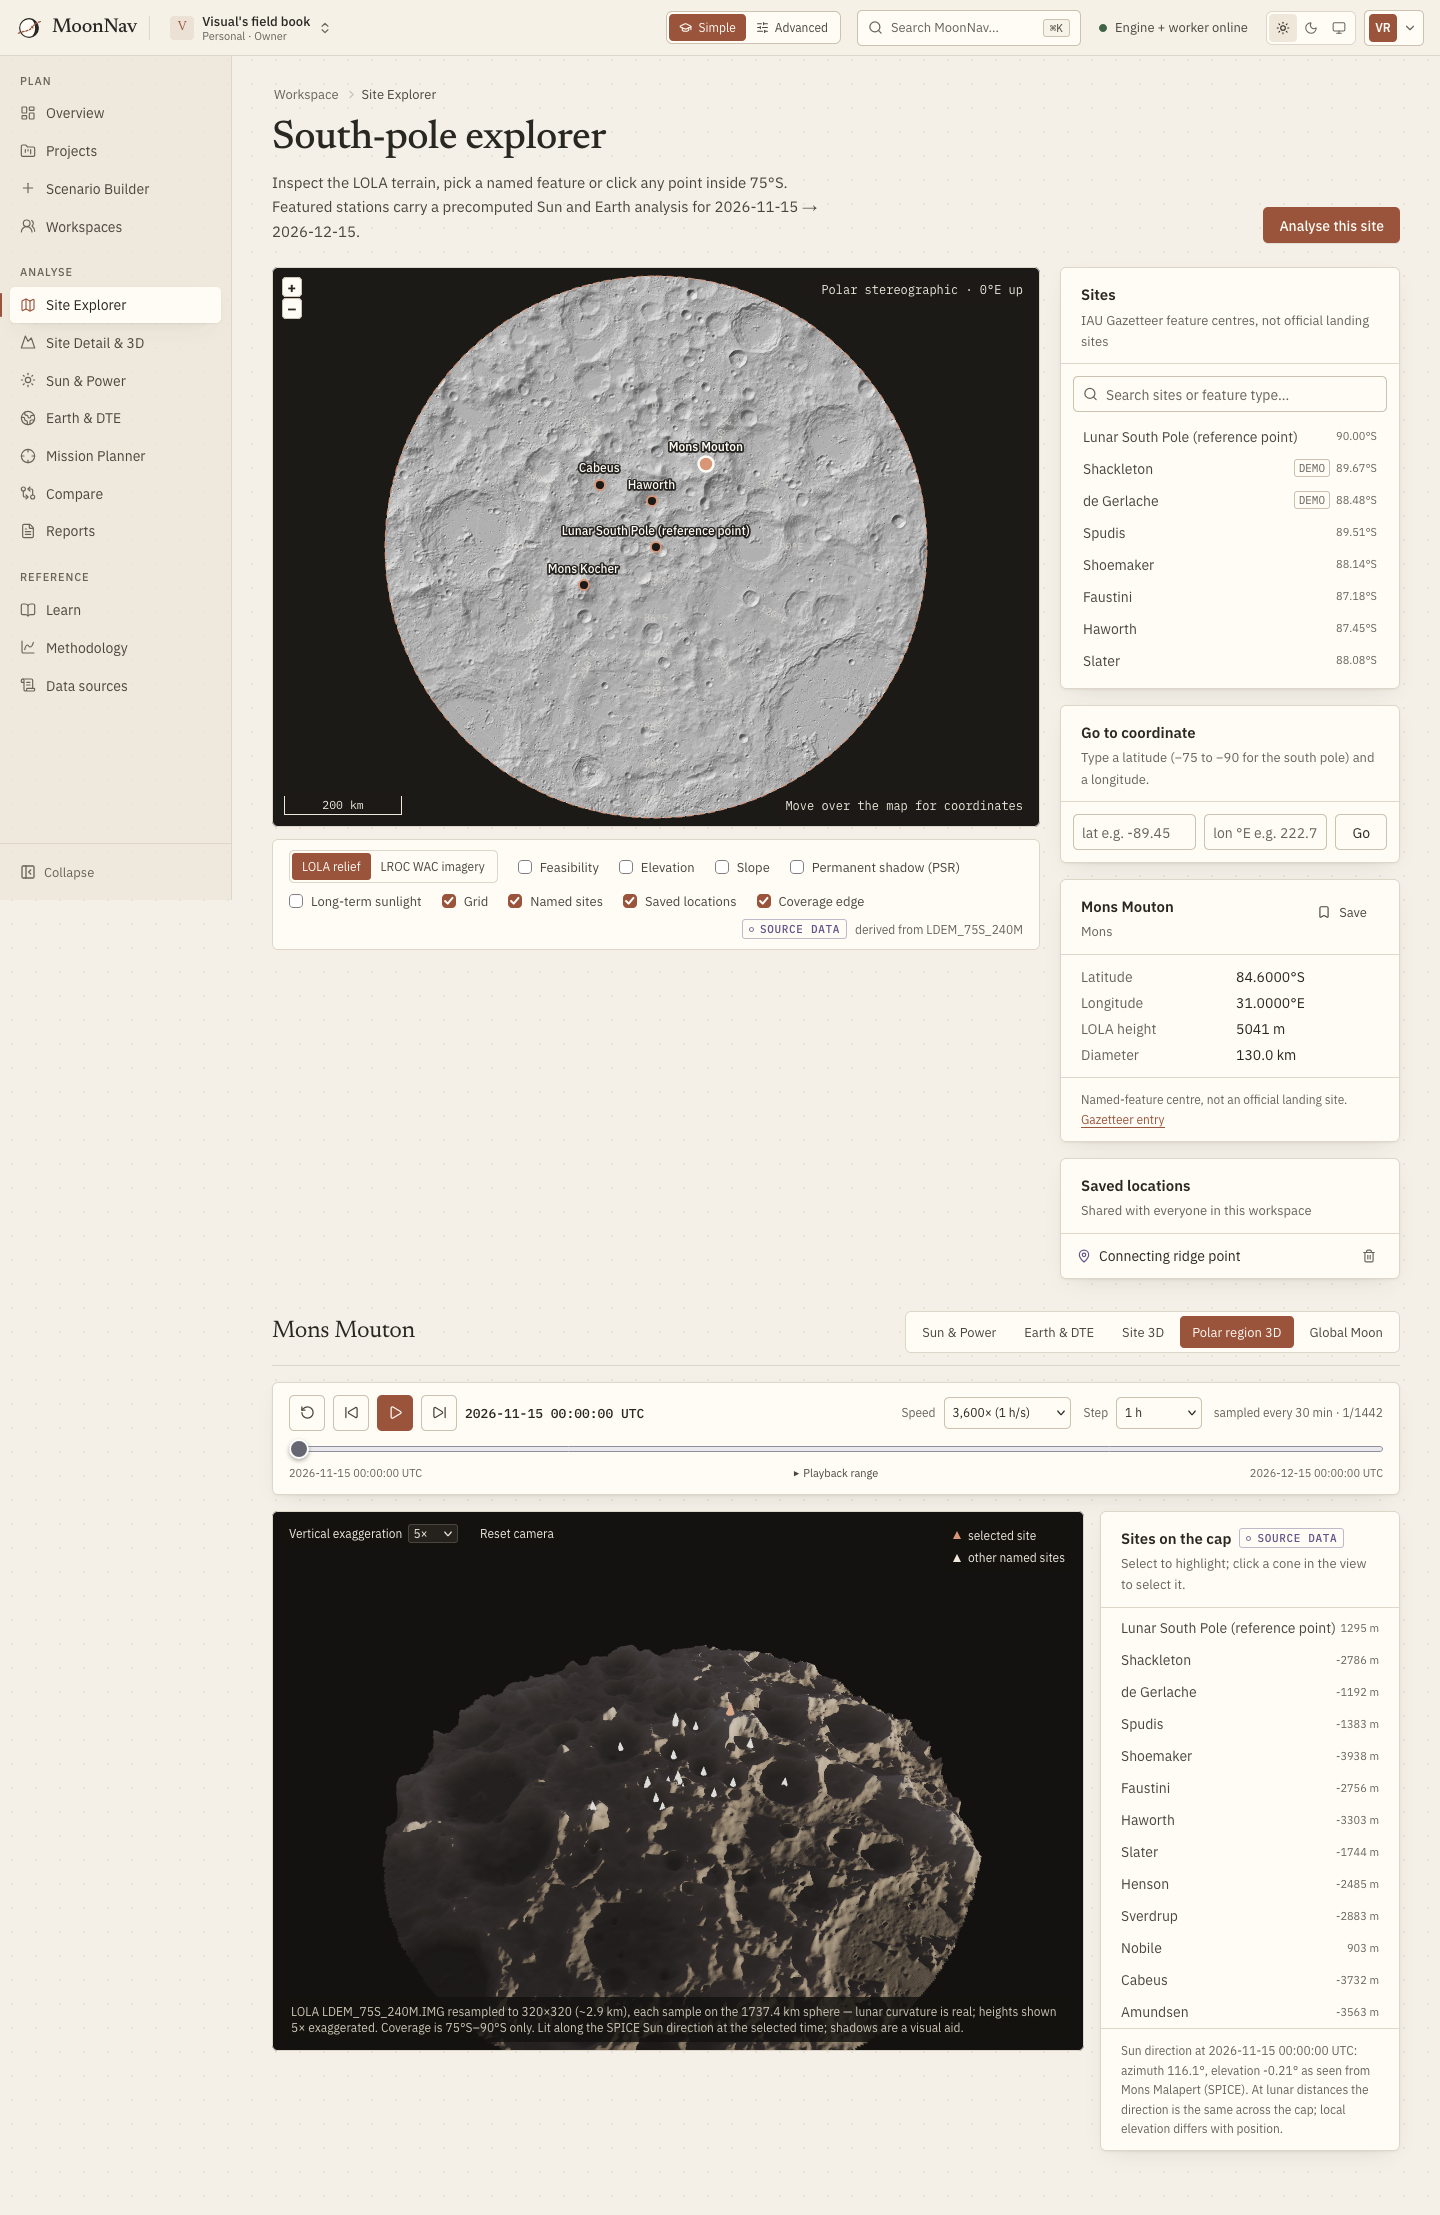 MoonNav
V
Visual's field book
Personal · Owner
Simple
Advanced
Search MoonNav...
⌘K
Engine + worker online
VR
PLAN
Overview
Projects
Scenario Builder
Workspaces
ANALYSE
Site Explorer
Site Detail & 3D
Sun & Power
Earth & DTE
Mission Planner
Compare
Reports
REFERENCE
Learn
Methodology
Data sources
Collapse
Workspace
Site Explorer
South-pole explorer
Inspect the LOLA terrain, pick a named feature or click any point inside 75°S.
Featured stations carry a precomputed Sun and Earth analysis for 2026-11-15 →
2026-12-15.
Analyse this site
+
−
Polar stereographic · 0°E up
Mons Mouton
Cabeus
Haworth
Lunar South Pole (reference point)
Mons Kocher
200 km
Move over the map for coordinates
LOLA relief
LROC WAC imagery
Feasibility
Elevation
Slope
Permanent shadow (PSR)
Long-term sunlight
Grid
Named sites
Saved locations
Coverage edge
SOURCE DATA
derived from LDEM_75S_240M
Sites
IAU Gazetteer feature centres, not official landing
sites
Search sites or feature type...
Lunar South Pole (reference point) 90.00°S
Shackleton DEMO 89.67°S
de Gerlache DEMO 88.48°S
Spudis 89.51°S
Shoemaker 88.14°S
Faustini 87.18°S
Haworth 87.45°S
Slater 88.08°S
Go to coordinate
Type a latitude (−75 to −90 for the south pole) and
a longitude.
lat e.g. -89.45
lon °E e.g. 222.7
Go
Mons Mouton
Save
Mons
Latitude 84.6000°S
Longitude 31.0000°E
LOLA height 5041 m
Diameter 130.0 km
Named-feature centre, not an official landing site.
Gazetteer entry
Saved locations
Shared with everyone in this workspace
Connecting ridge point
Mons Mouton
Sun & Power
Earth & DTE
Site 3D
Polar region 3D
Global Moon
2026-11-15 00:00:00 UTC
Speed
3,600× (1 h/s)
Step
1 h
sampled every 30 min · 1/1442
2026-11-15 00:00:00 UTC
▸ Playback range
2026-12-15 00:00:00 UTC
Vertical exaggeration
5×
Reset camera
▲ selected site
▲ other named sites
LOLA LDEM_75S_240M.IMG resampled to 320×320 (~2.9 km), each sample on the 1737.4 km sphere — lunar curvature is real; heights shown
5× exaggerated. Coverage is 75°S–90°S only. Lit along the SPICE Sun direction at the selected time; shadows are a visual aid.
Sites on the cap
SOURCE DATA
Select to highlight; click a cone in the view
to select it.
Lunar South Pole (reference point) 1295 m
Shackleton -2786 m
de Gerlache -1192 m
Spudis -1383 m
Shoemaker -3938 m
Faustini -2756 m
Haworth -3303 m
Slater -1744 m
Henson -2485 m
Sverdrup -2883 m
Nobile 903 m
Cabeus -3732 m
Amundsen -3563 m
Sun direction at 2026-11-15 00:00:00 UTC:
azimuth 116.1°, elevation -0.21° as seen from
Mons Malapert (SPICE). At lunar distances the
direction is the same across the cap; local
elevation differs with position.